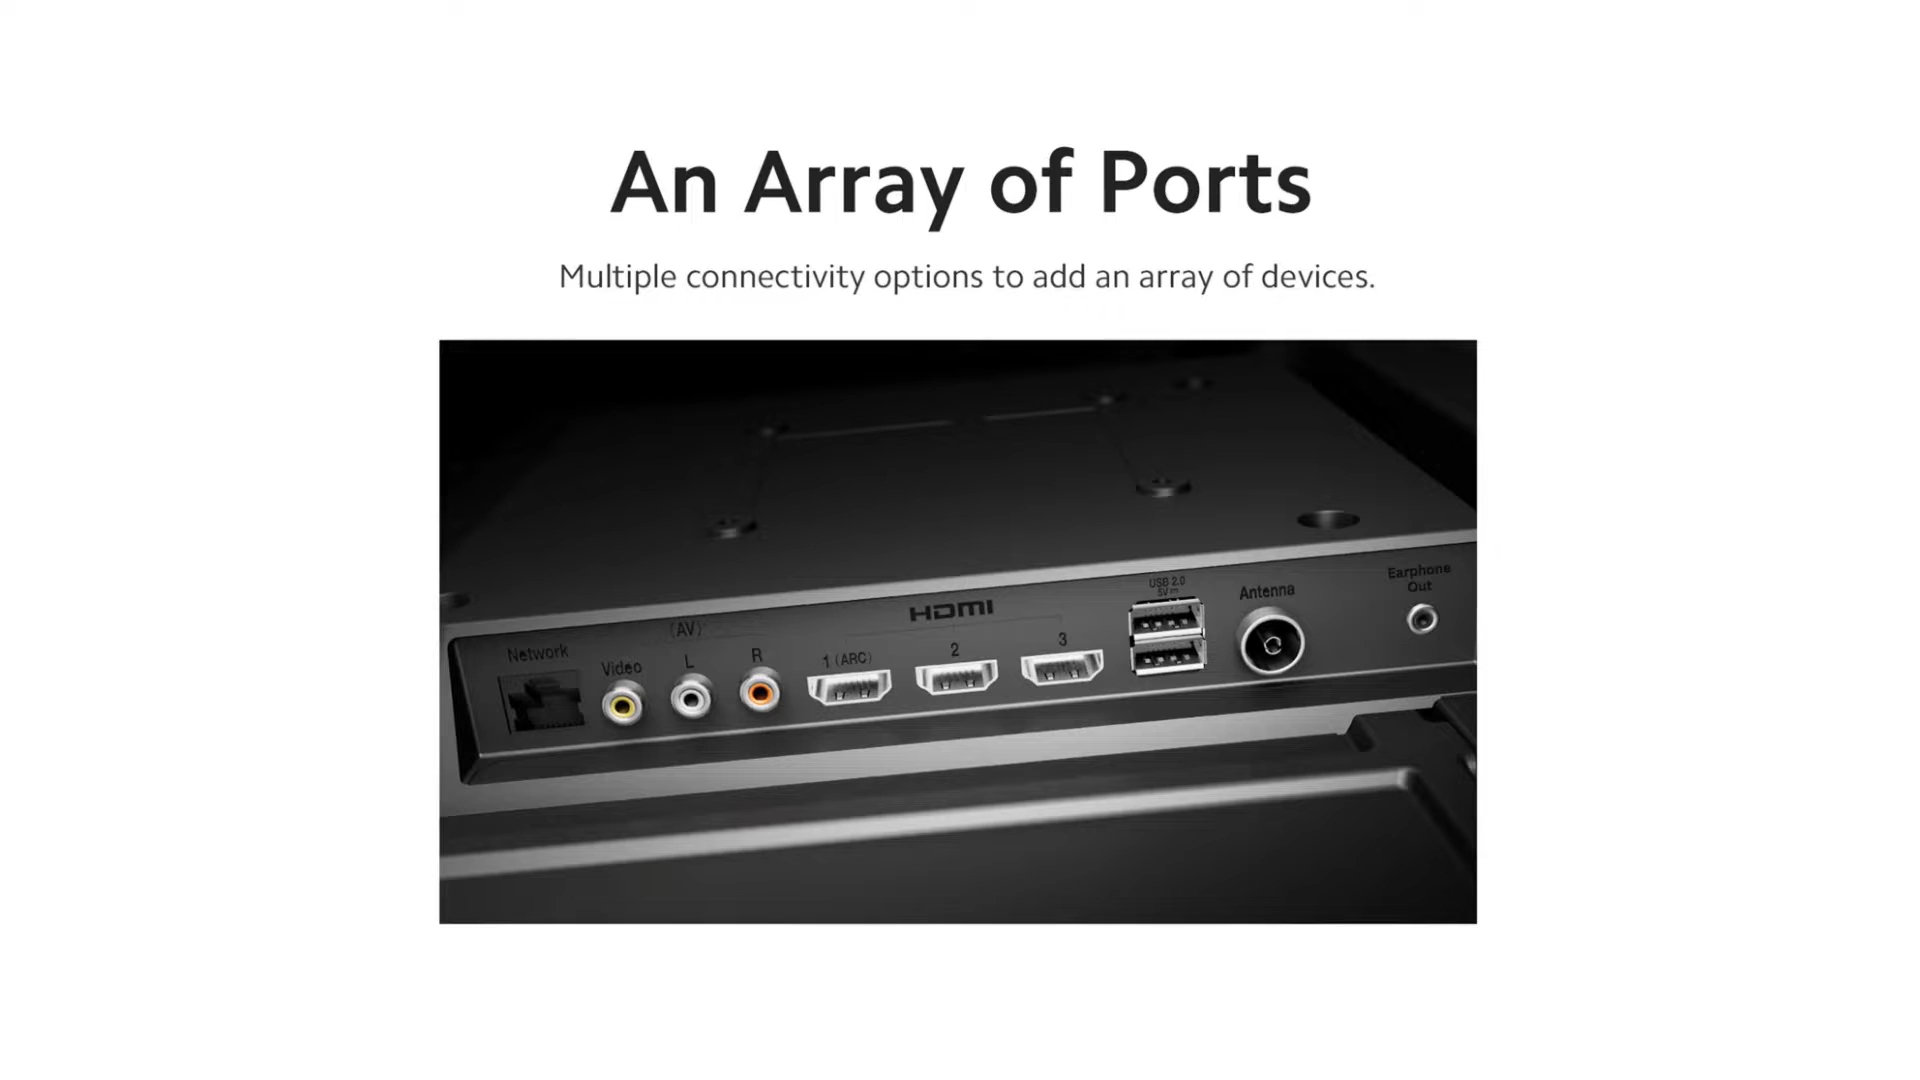 An Array of Ports
Multiple connectivity options to add an array of devices.
Network
(AV)
Video
L
R
HDMI
1 (ARC)
2
3
USB 2.0
5V
Antenna
Earphone
Out